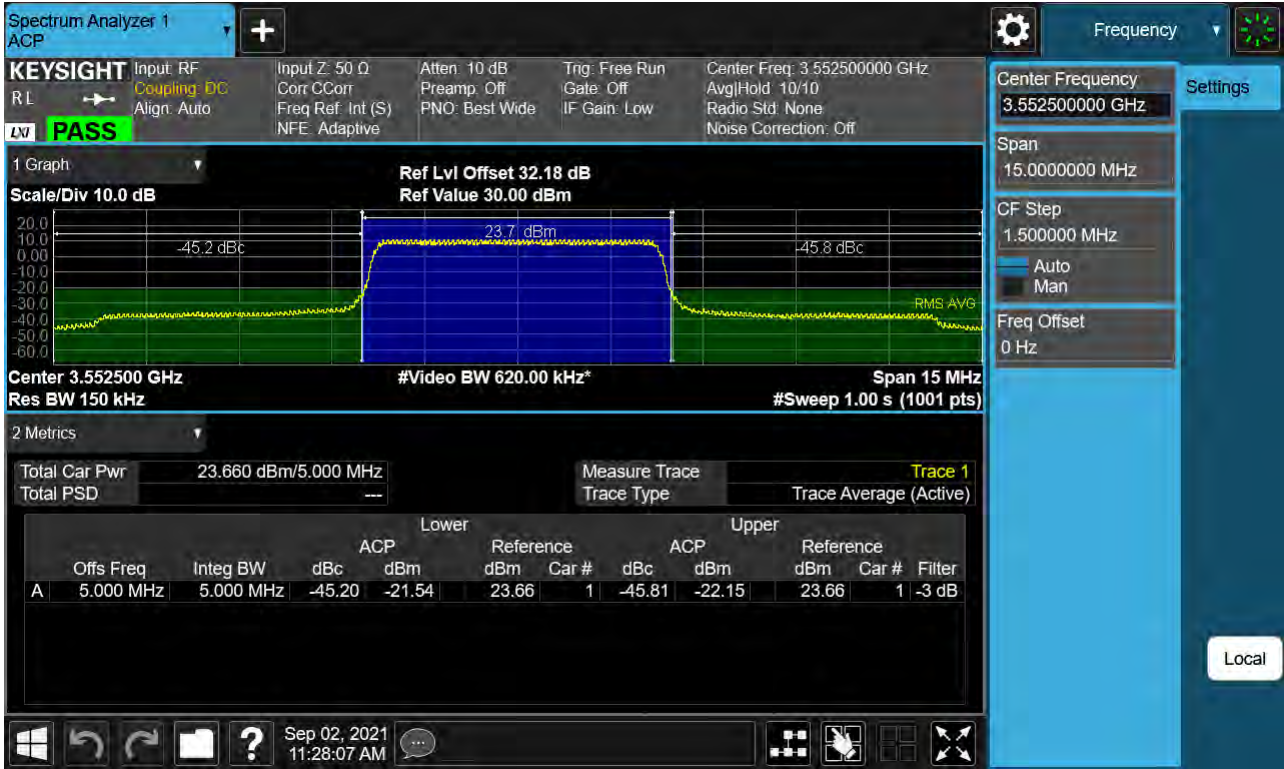 Spectrum Analyzer 1
ACP
+
Frequency
KEYSIGHT
RL
LXI
PASS
Input: RF
Coupling: DC
Align: Auto
Input Z: 50 Ω
Corr CCorr
Freq Ref: Int (S)
NFE: Adaptive
Atten: 10 dB
Preamp: Off
PNO: Best Wide
Trig: Free Run
Gate: Off
IF Gain: Low
Center Freq: 3.552500000 GHz
Avg|Hold: 10/10
Radio Std: None
Noise Correction: Off
1 Graph
Scale/Div 10.0 dB
Ref Lvl Offset 32.18 dB
Ref Value 30.00 dBm
20.0
10.0
0.00
-10.0
-20.0
-30.0
-40.0
-50.0
-60.0
-45.2 dBc
23.7 dBm
-45.8 dBc
RMS AVG
Center 3.552500 GHz
#Video BW 620.00 kHz*
Span 15 MHz
Res BW 150 kHz
#Sweep 1.00 s (1001 pts)
2 Metrics
Total Car Pwr 23.660 dBm/5.000 MHz
Total PSD ---
Measure Trace Trace 1
Trace Type Trace Average (Active)
Lower Upper
ACP Reference ACP Reference
Offs Freq Integ BW dBc dBm dBm Car # dBc dBm dBm Car # Filter
A 5.000 MHz 5.000 MHz -45.20 -21.54 23.66 1 -45.81 -22.15 23.66 1 -3 dB
Center Frequency
3.552500000 GHz
Span
15.0000000 MHz
CF Step
1.500000 MHz
Auto
Man
Freq Offset
0 Hz
Settings
Local
?
Sep 02, 2021
11:28:07 AM